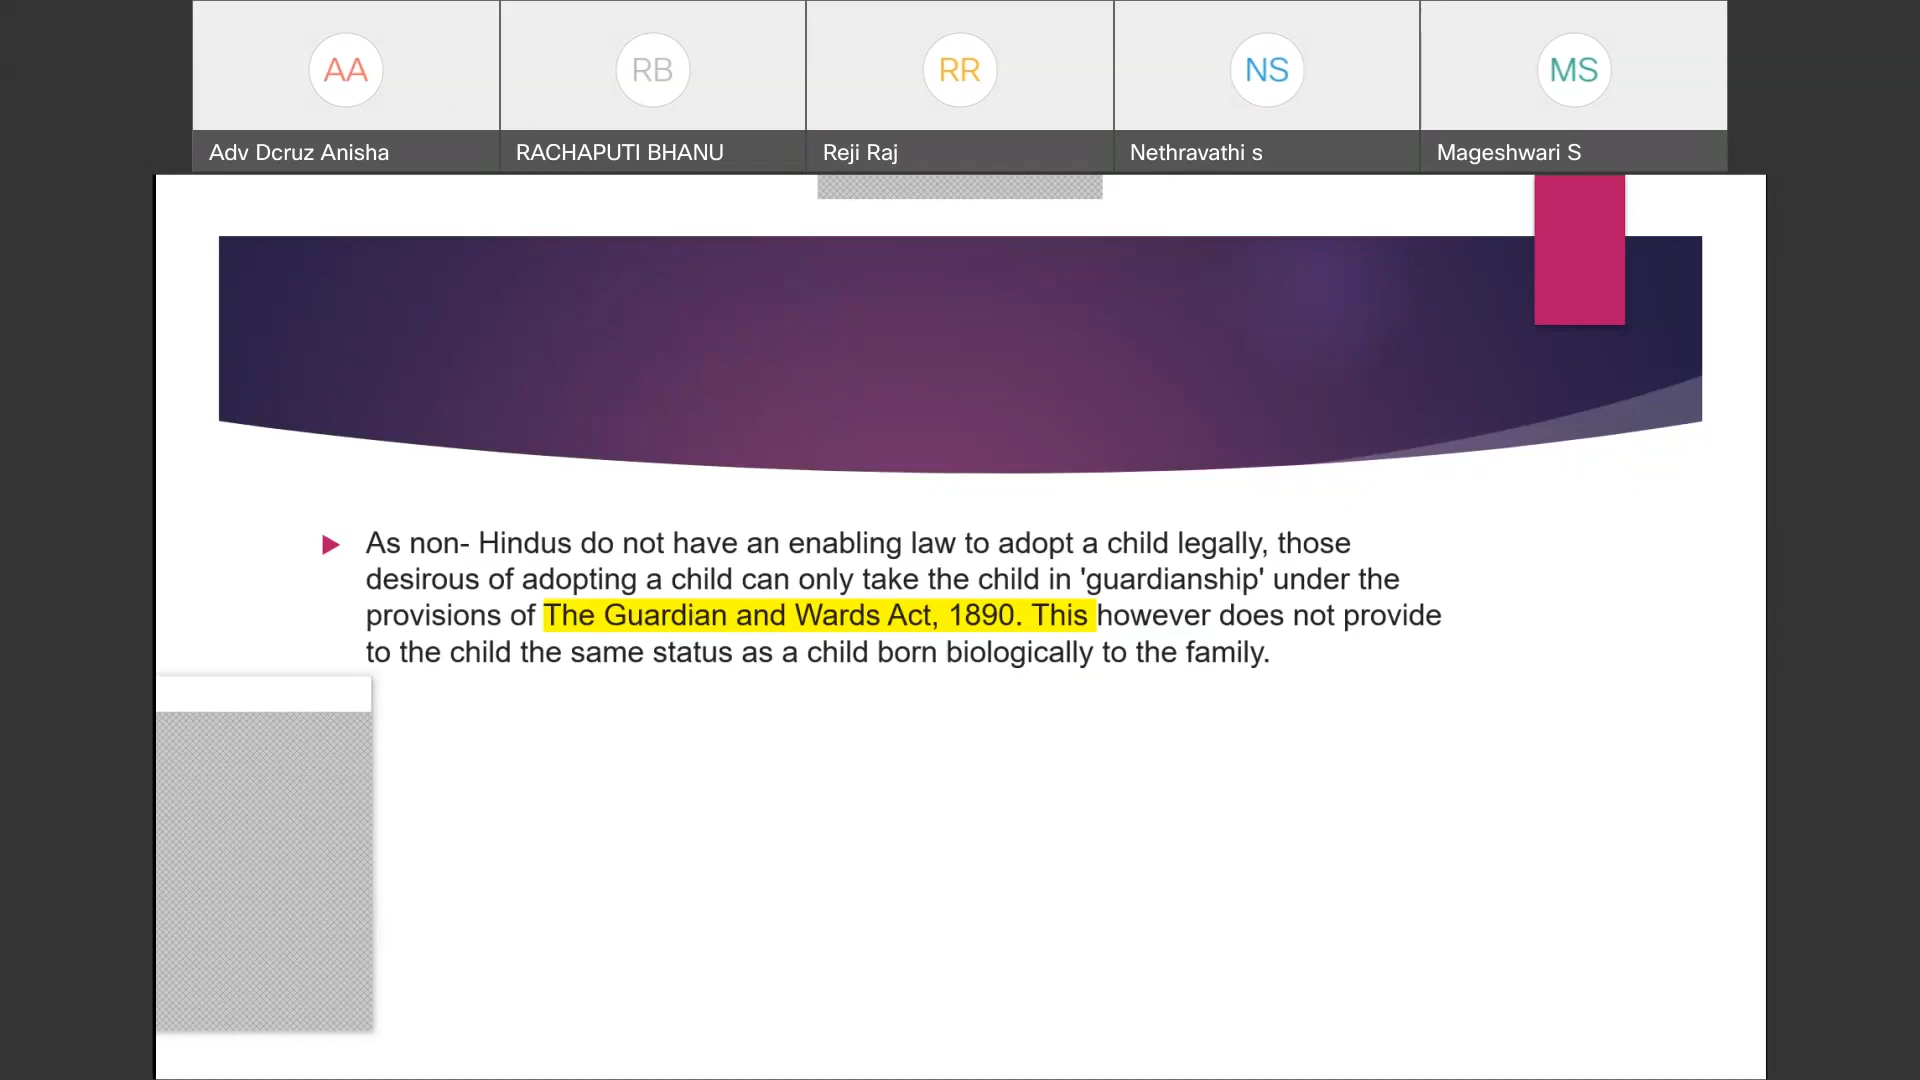 AA
RB
RR
NS
MS
Adv Dcruz Anisha
RACHAPUTI BHANU
Reji Raj
Nethravathi s
Mageshwari S
As non- Hindus do not have an enabling law to adopt a child legally, those
desirous of adopting a child can only take the child in 'guardianship' under the
provisions of The Guardian and Wards Act, 1890. This however does not provide
to the child the same status as a child born biologically to the family.